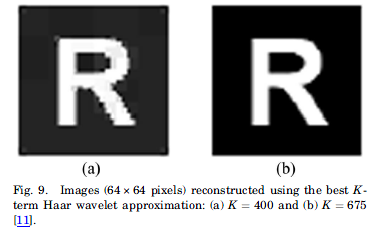 R R
(a) (b)
Fig. 9. Images (64 × 64 pixels) reconstructed using the best K-
term Haar wavelet approximation: (a) K = 400 and (b) K = 675
[11].